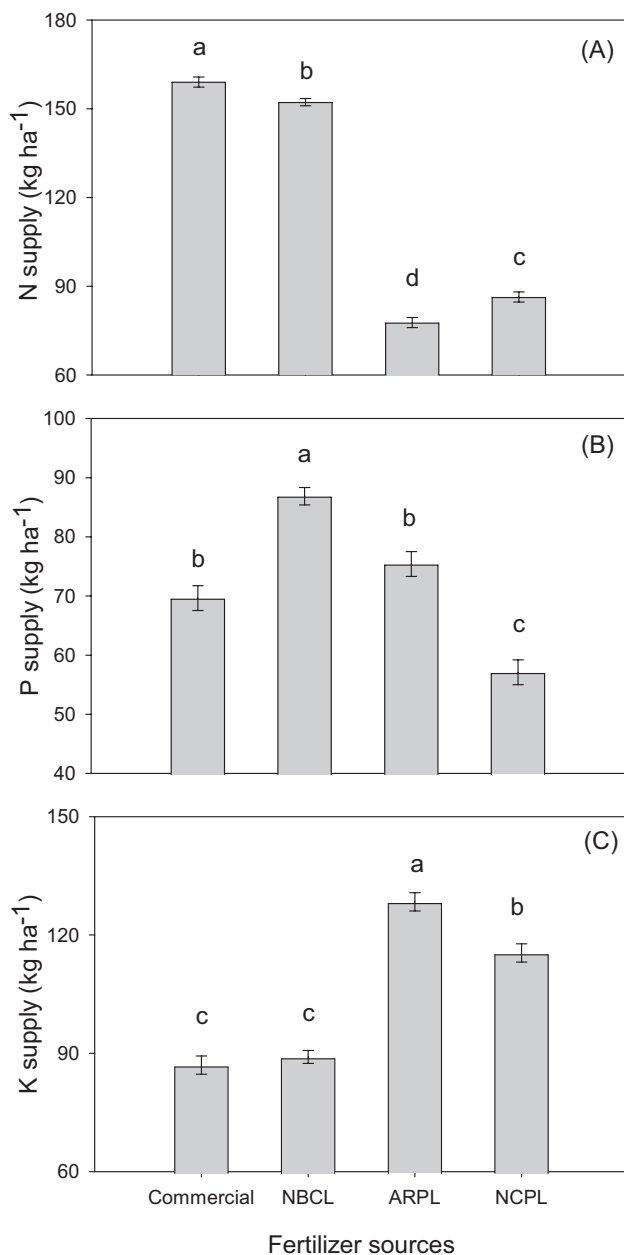 180
150
120
90
60
N supply (kg ha⁻¹)
(A)
a
b
d
c
100
90
80
70
60
50
40
P supply (kg ha⁻¹)
(B)
b
a
b
c
150
120
90
60
K supply (kg ha⁻¹)
(C)
c
c
a
b
Commercial NBCL ARPL NCPL
Fertilizer sources